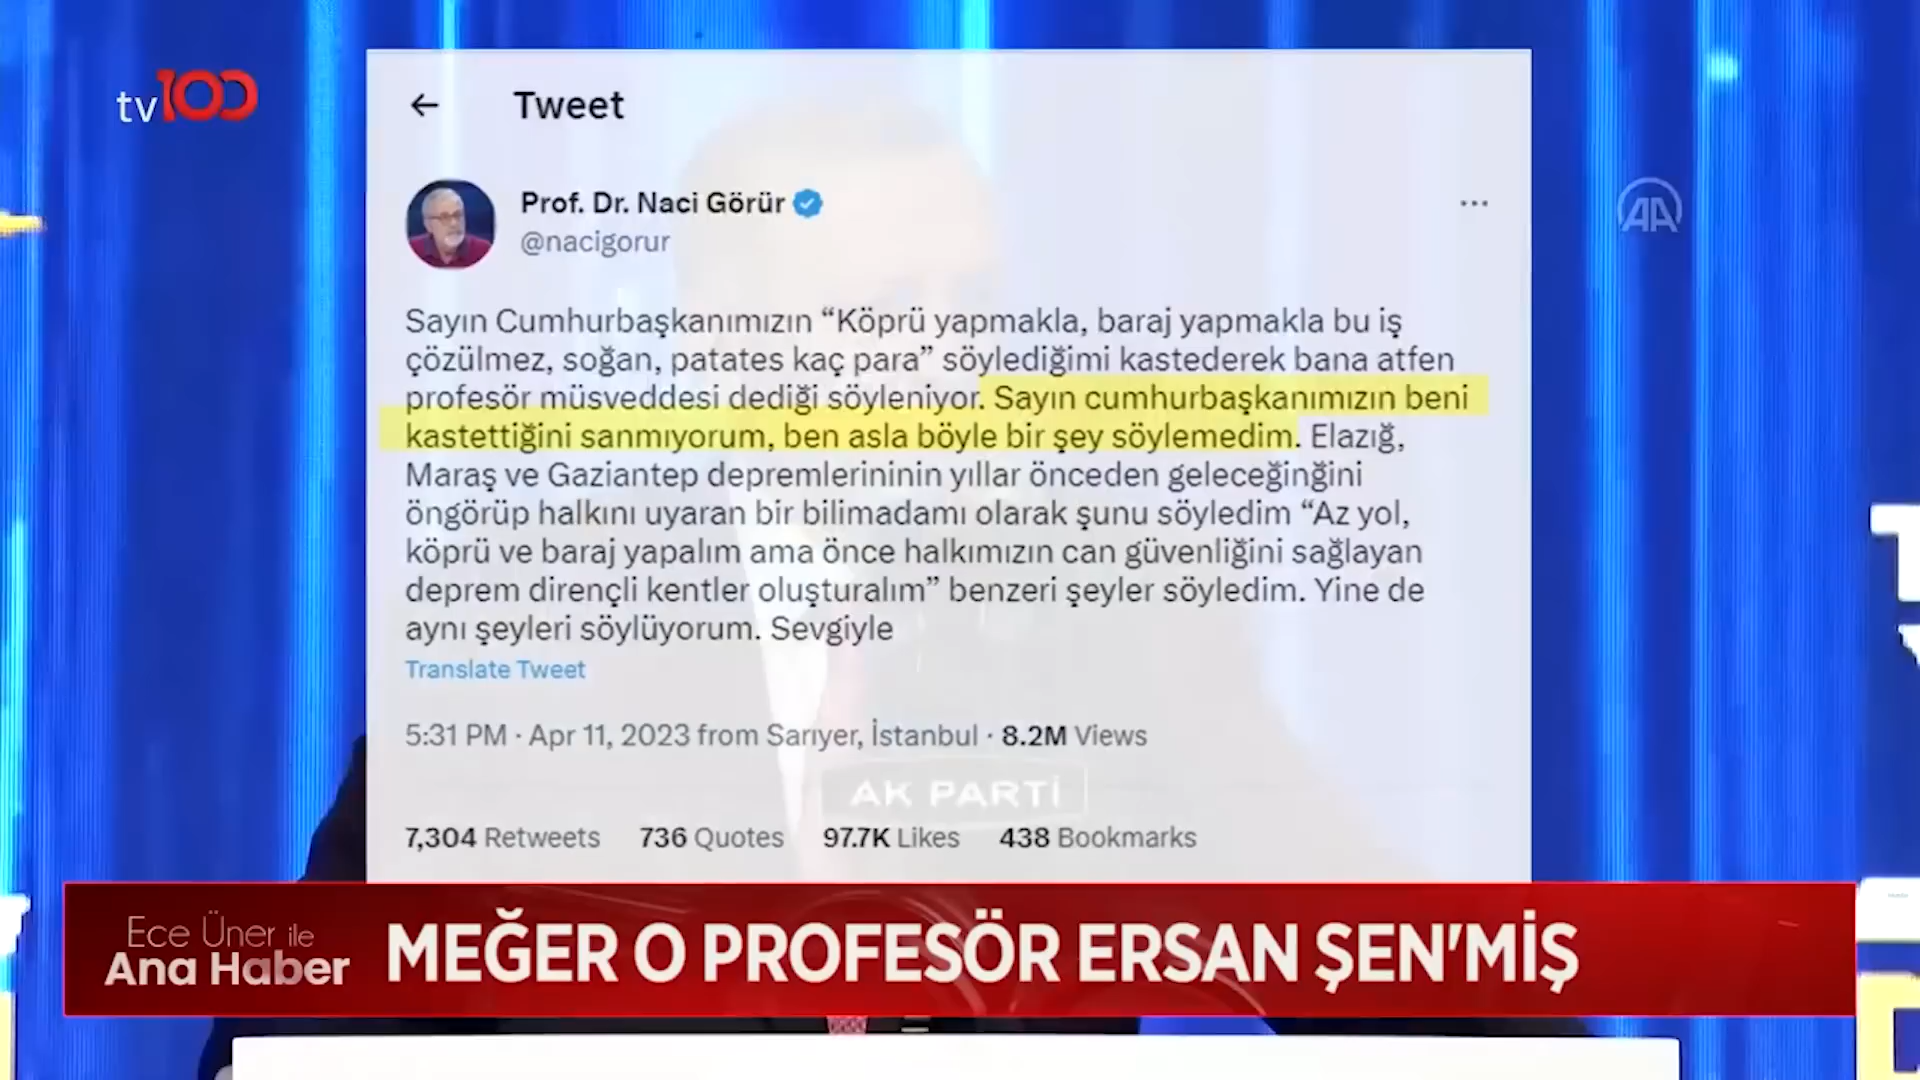 tv100
Tweet
Prof. Dr. Naci Görür
@nacigorur
AA
Sayın Cumhurbaşkanımızın “Köprü yapmakla, baraj yapmakla bu iş
çözülmez, soğan, patates kaç para” söylediğimi kastederek bana atfen
profesör müsveddesi dediği söyleniyor. Sayın cumhurbaşkanımızın beni
kastettiğini sanmıyorum, ben asla böyle bir şey söylemedim. Elazığ,
Maraş ve Gaziantep depremlerininin yıllar önceden geleceğinğini
öngörüp halkını uyaran bir bilimadamı olarak şunu söyledim “Az yol,
köprü ve baraj yapalım ama önce halkımızın can güvenliğini sağlayan
deprem dirençli kentler oluşturalım” benzeri şeyler söyledim. Yine de
aynı şeyleri söylüyorum. Sevgiyle
Translate Tweet
5:31 PM · Apr 11, 2023 from Sarıyer, İstanbul · 8.2M Views
AK PARTİ
7,304 Retweets 736 Quotes 97.7K Likes 438 Bookmarks
Ece Üner ile
Ana Haber
MEĞER O PROFESÖR ERSAN ŞEN'MİŞ